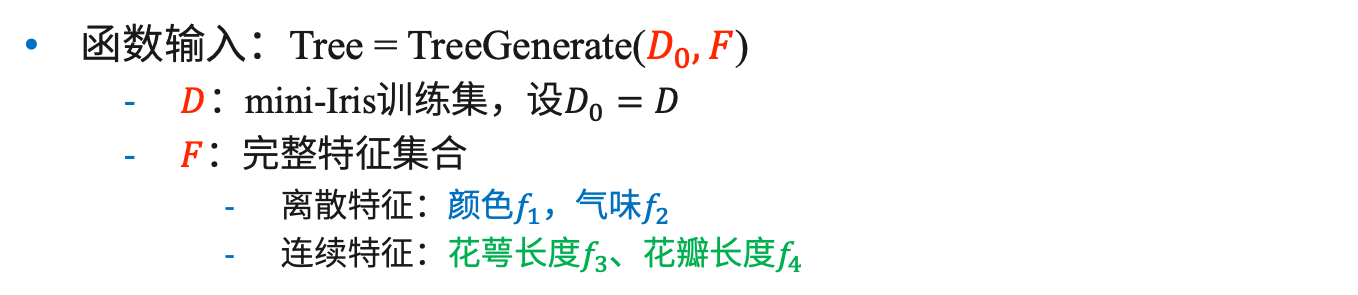 • 函数输入：Tree = TreeGenerate(D₀, F)
- D：mini-Iris训练集，设D₀ = D
- F：完整特征集合
- 离散特征：颜色f₁，气味f₂
- 连续特征：花萼长度f₃、花瓣长度f₄